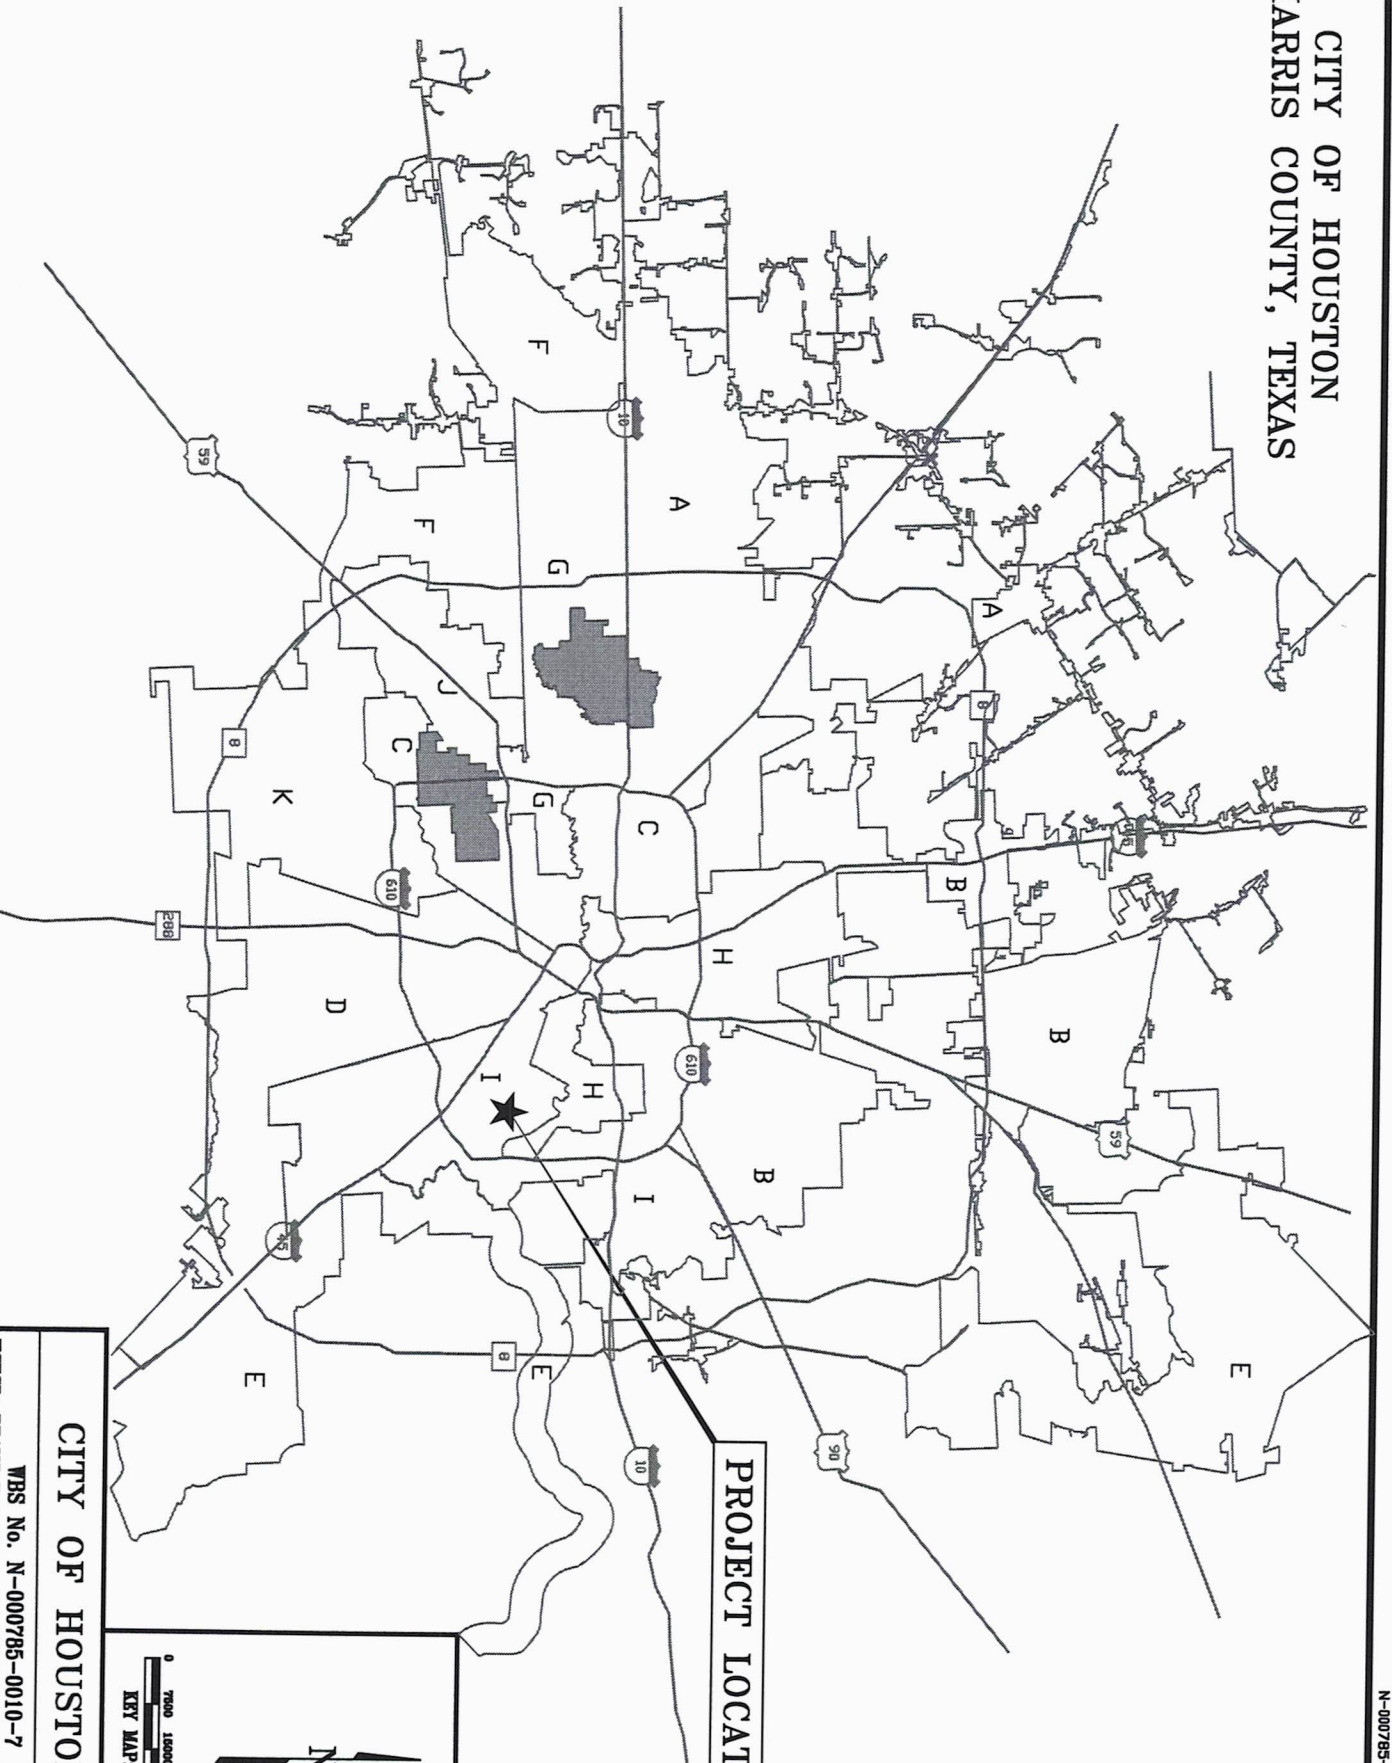 N-000785-
CITY OF HOUSTON
HARRIS COUNTY, TEXAS
E
45
59
B
A
8
B
90
B
PROJECT LOCAT
H
610
A
C
I
10
10
H
G
G
E
F
8
I
J
F
C
610
N
D
K
45
E
8
59
288
0 7500 15000
KEY MAP
CITY OF HOUSTO
WBS No. N-000785-0010-7